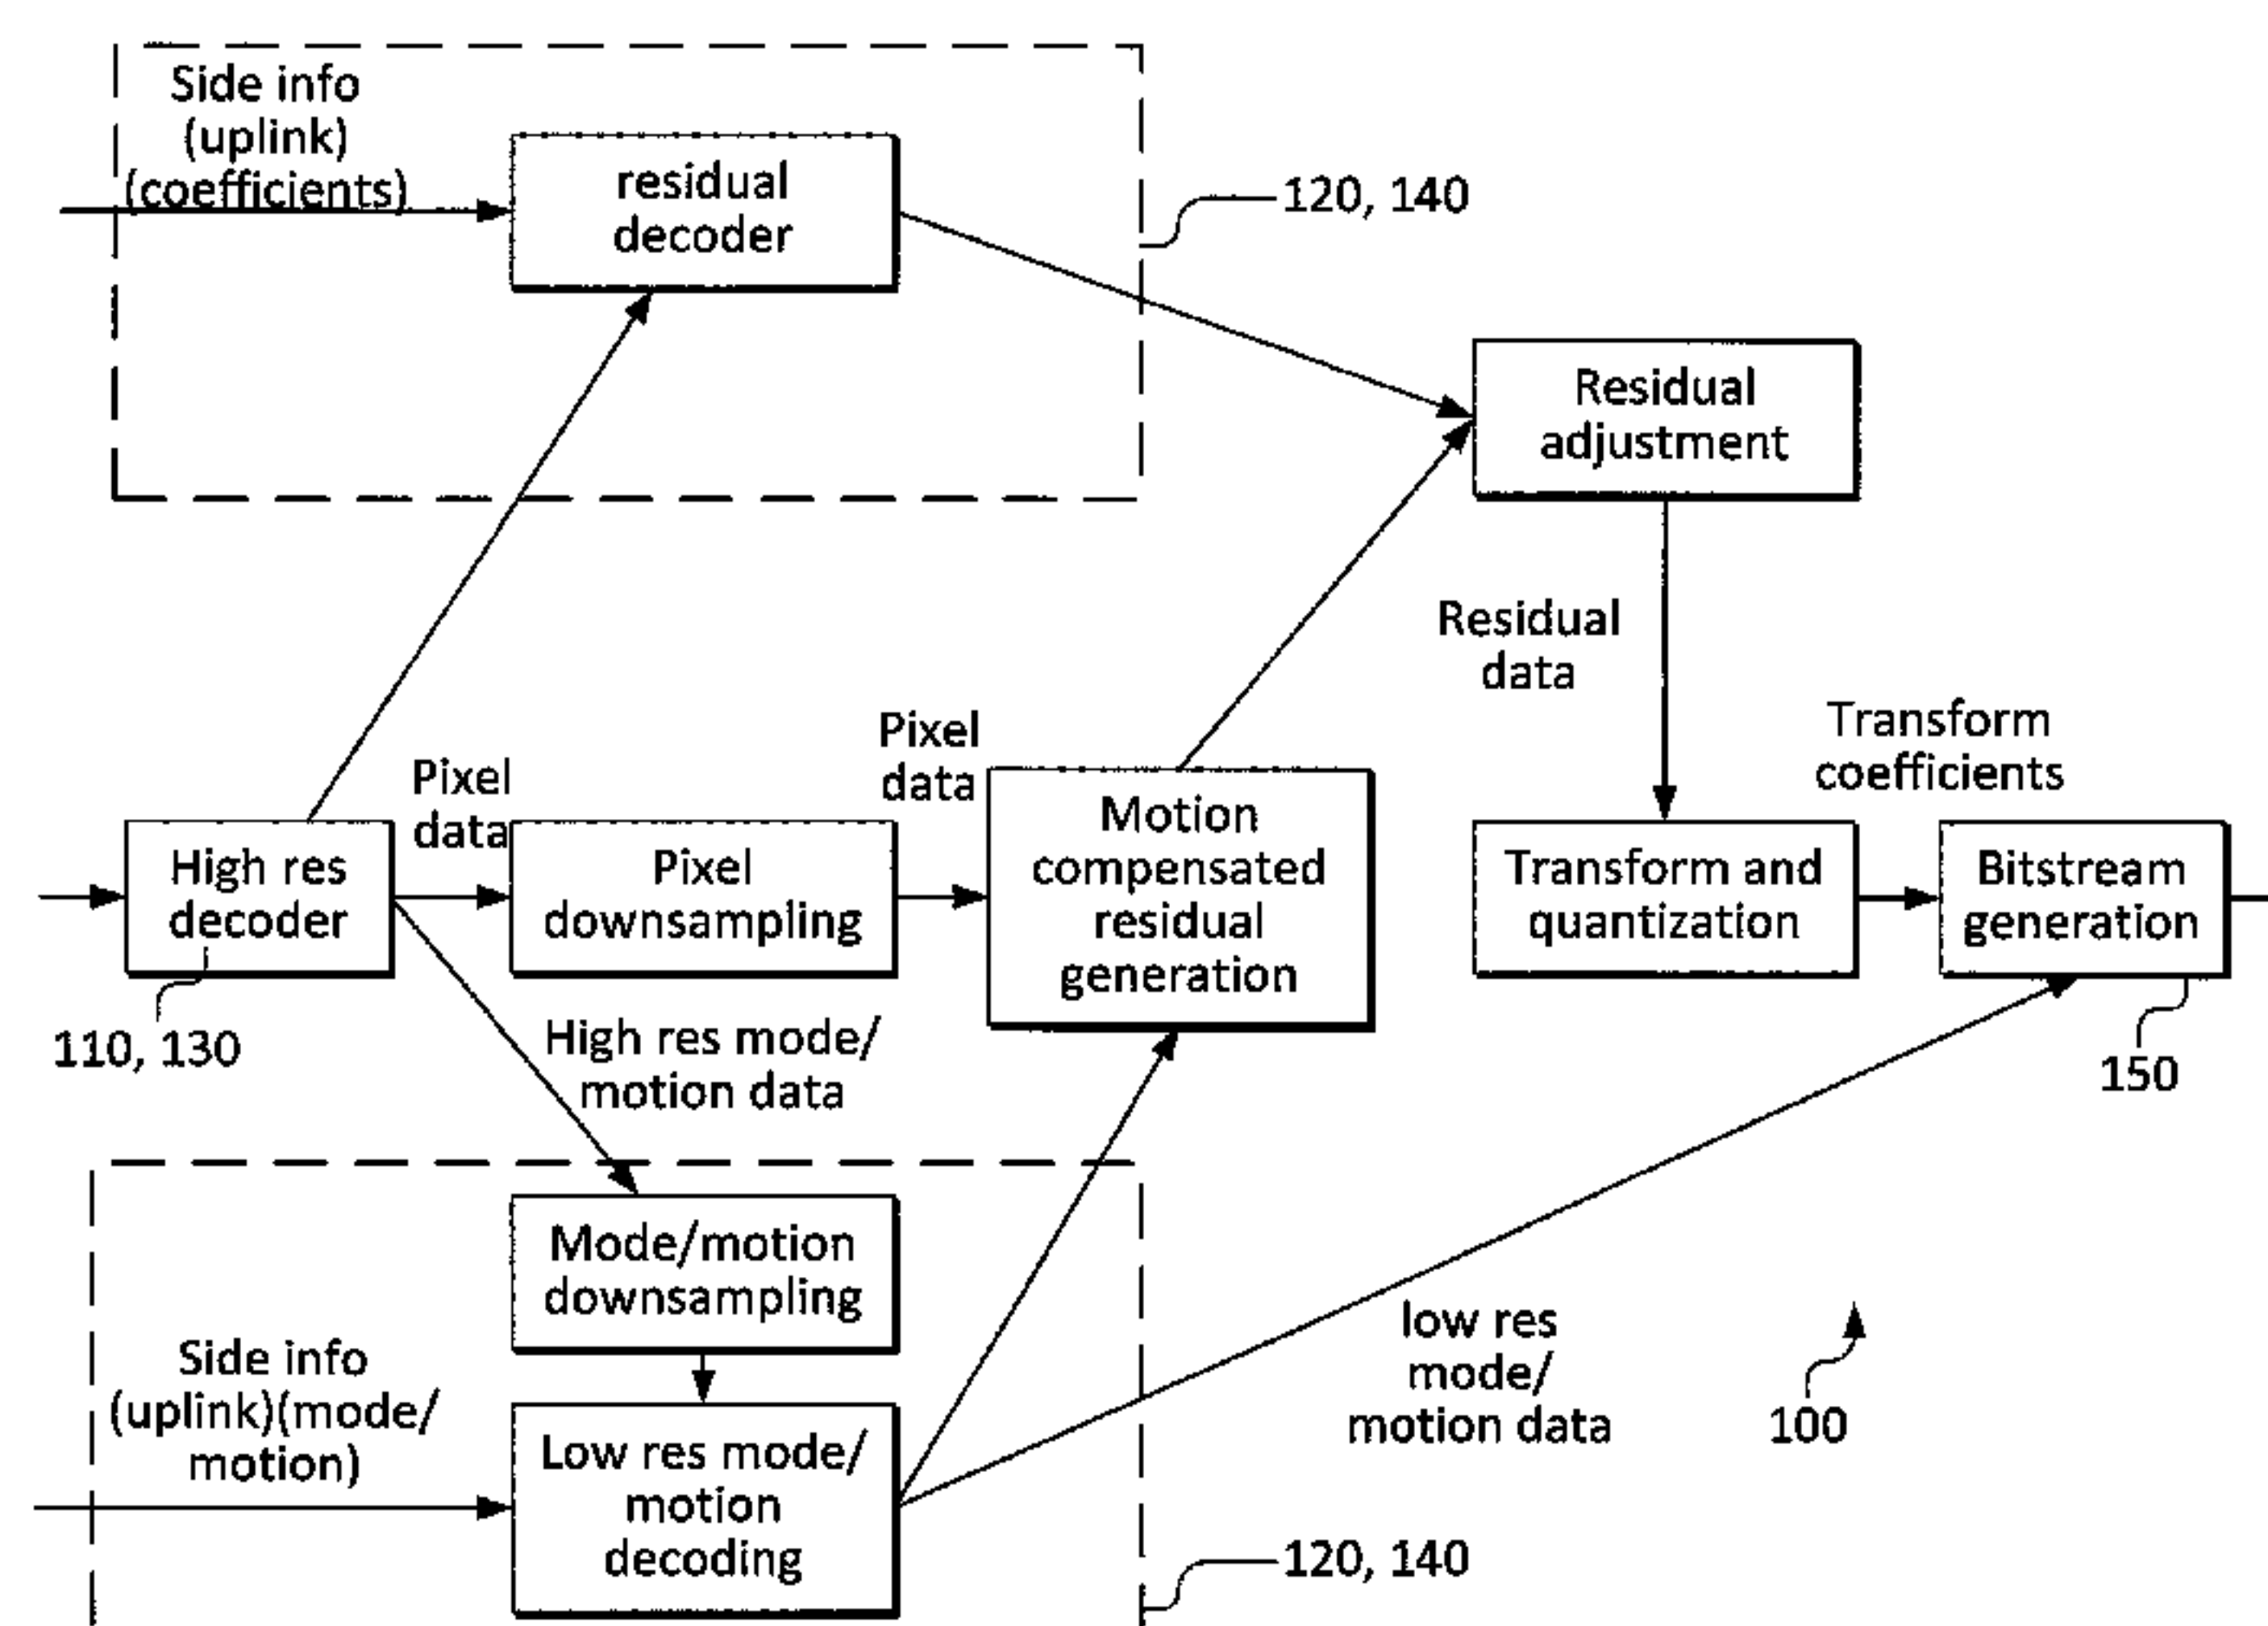 Side info
(uplink)
(coefficients)
residual
decoder
120, 140
Residual
adjustment
Residual
data
Pixel
data
Pixel
data
Transform
coefficients
High res
decoder
Pixel
downsampling
Motion
compensated
residual
generation
Transform and
quantization
Bitstream
generation
110, 130
High res mode/
motion data
150
Mode/motion
downsampling
Side info
(uplink)(mode/
motion)
Low res mode/
motion
decoding
low res
mode/
motion data
100
120, 140